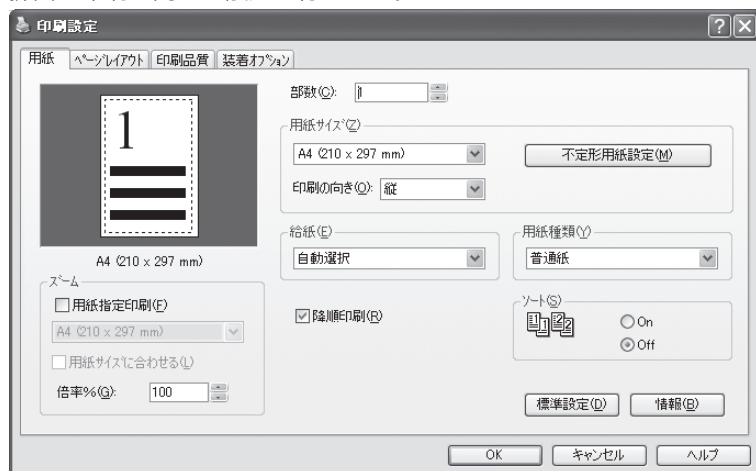 印刷設定
用紙 ページレイアウト 印刷品質 装着オプション
1
A4 (210 x 297 mm)
ズーム
用紙指定印刷(F)
A4 (210 x 297 mm)
用紙サイズに合わせる(L)
倍率%(G): 100
部数(C): 1
用紙サイズ(Z)
A4 (210 x 297 mm)
不定形用紙設定(M)
印刷の向き(O): 縦
給紙(E)
自動選択
用紙種類(Y)
普通紙
降順印刷(R)
ソート(S)
1 1 2 2
On
Off
標準設定(D) 情報(B)
OK キャンセル ヘルプ